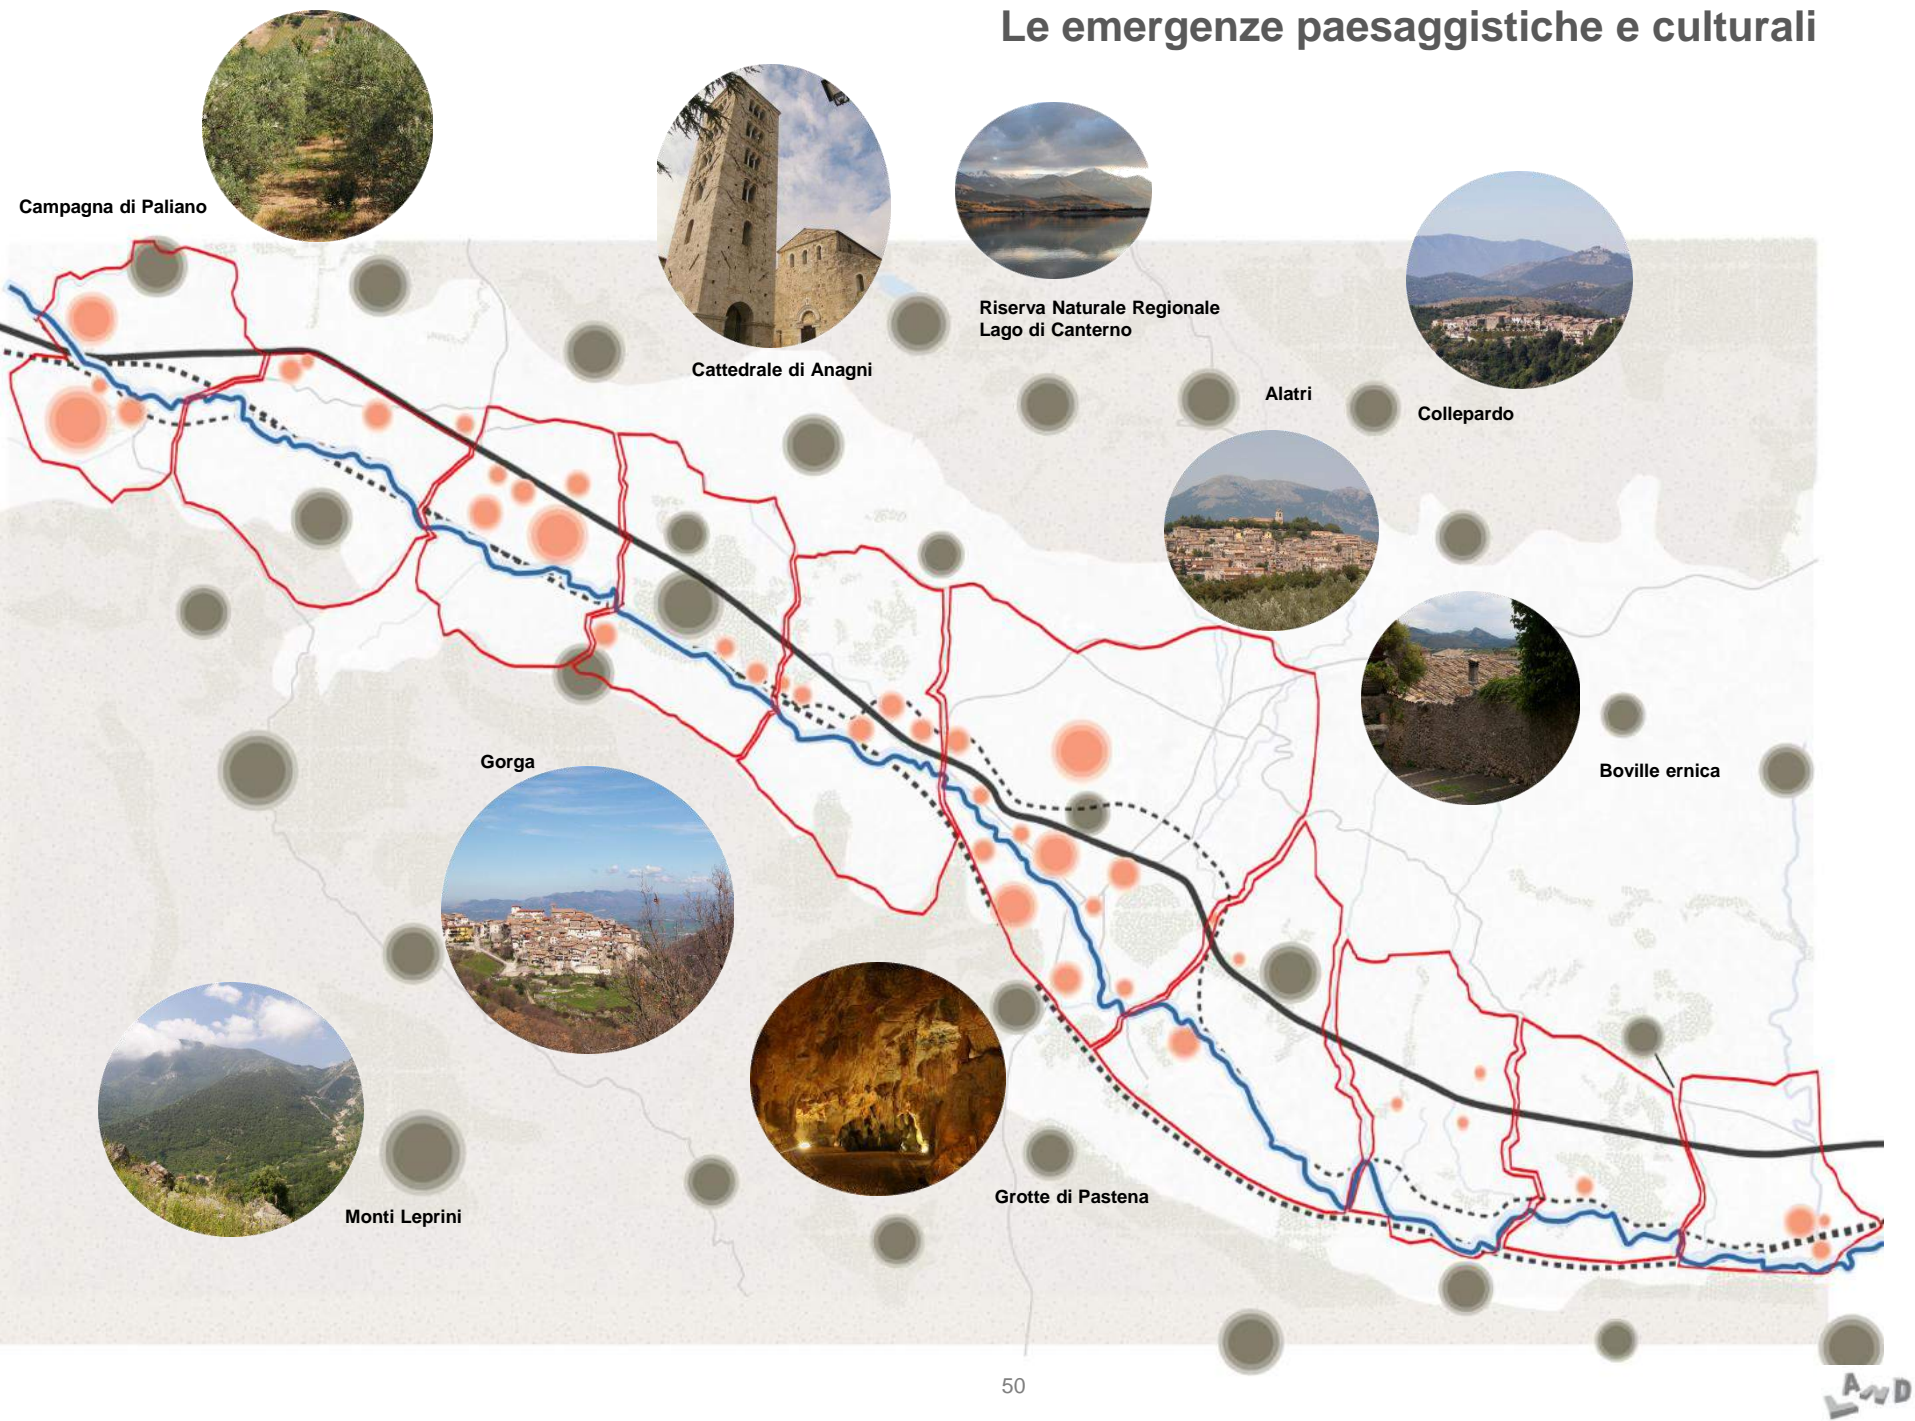 Le emergenze paesaggistiche e culturali
Campagna di Paliano
Riserva Naturale Regionale
Lago di Canterno
Cattedrale di Anagni
Alatri
Collepardo
Gorga
Boville ernica
Grotte di Pastena
Monti Leprini
50
LAND